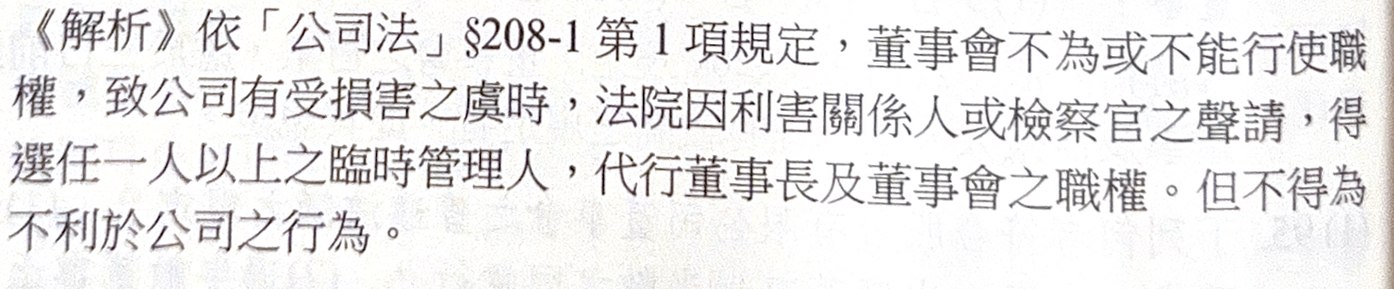 《解析》依「公司法」§208-1 第 1 項規定，董事會不為或不能行使職
權，致公司有受損害之虞時，法院因利害關係人或檢察官之聲請，得
選任一人以上之臨時管理人，代行董事長及董事會之職權。但不得為
不利於公司之行為。